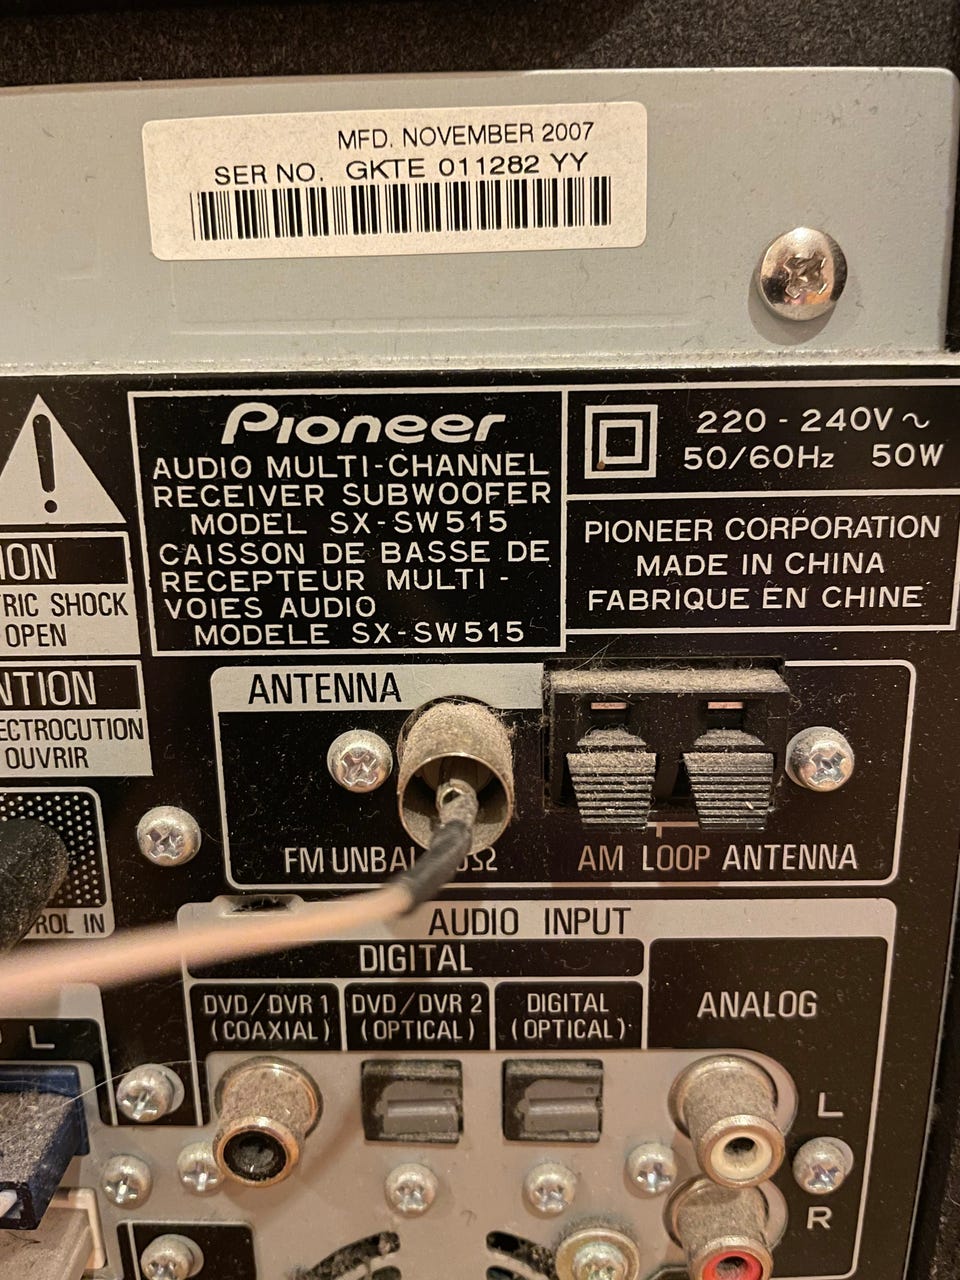 MFD. NOVEMBER 2007
SER NO. GKTE 011282 YY
Pioneer
AUDIO MULTI-CHANNEL
RECEIVER SUBWOOFER
MODEL SX-SW515
CAISSON DE BASSE DE
RECEPTEUR MULTI-
VOIES AUDIO
MODELE SX-SW515
220 - 240V ~
50/60Hz 50W
PIONEER CORPORATION
MADE IN CHINA
FABRIQUE EN CHINE
ION
RIC SHOCK
OPEN
NTION
ECTROCUTION
OUVRIR
ANTENNA
FM UNBAL
Ω
AM LOOP ANTENNA
ROL IN
AUDIO INPUT
DIGITAL
DVD/DVR 1
(COAXIAL)
DVD/DVR 2
(OPTICAL)
DIGITAL
(OPTICAL)
ANALOG
L
L
R